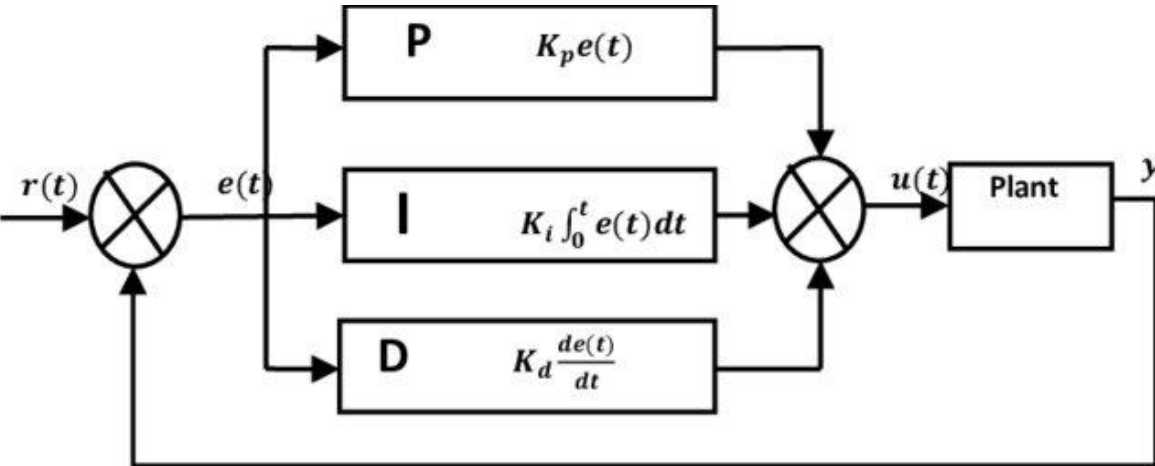 P K_p e(t)
r(t)
e(t)
I K_i ∫_0^t e(t)dt
u(t)
Plant
y
D K_d de(t)/dt